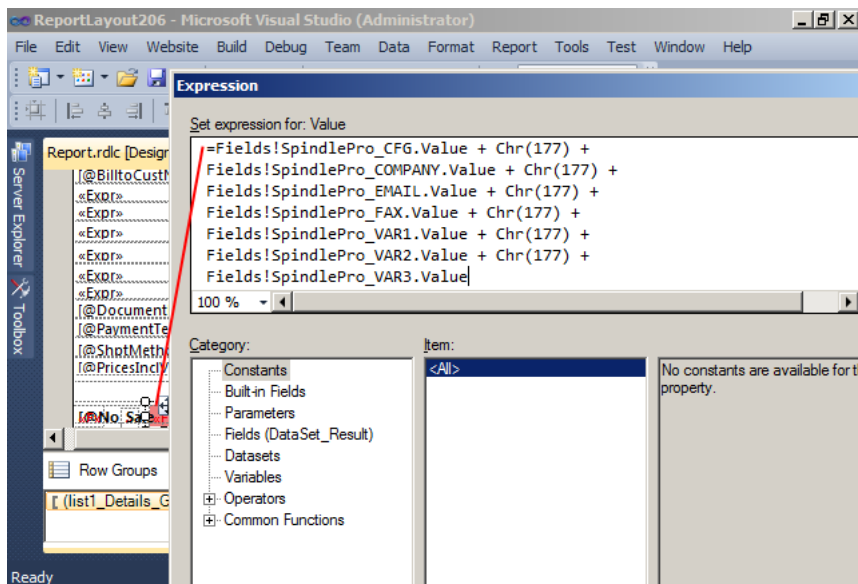 ReportLayout206 - Microsoft Visual Studio (Administrator)
File Edit View Website Build Debug Team Data Format Report Tools Test Window Help
Expression
Set expression for: Value
=Fields!SpindlePro_CFG.Value + Chr(177) +
Fields!SpindlePro_COMPANY.Value + Chr(177) +
Fields!SpindlePro_EMAIL.Value + Chr(177) +
Fields!SpindlePro_FAX.Value + Chr(177) +
Fields!SpindlePro_VAR1.Value + Chr(177) +
Fields!SpindlePro_VAR2.Value + Chr(177) +
Fields!SpindlePro_VAR3.Value
100 %
Server Explorer
Toolbox
Report.rdlc [Desigr
[@BilltoCustN
«Expr»
«Expr»
«Expr»
«Expr»
«Expr»
«Expr»
[@Document
[@PaymentTe
[@ShptMetho
[@PricesInclV
[@No_Sale
Row Groups
[ (list1_Details_G
Category:
Constants
Built-in Fields
Parameters
Fields (DataSet_Result)
Datasets
Variables
Operators
Common Functions
Item:
<All>
No constants are available for t
property.
Ready